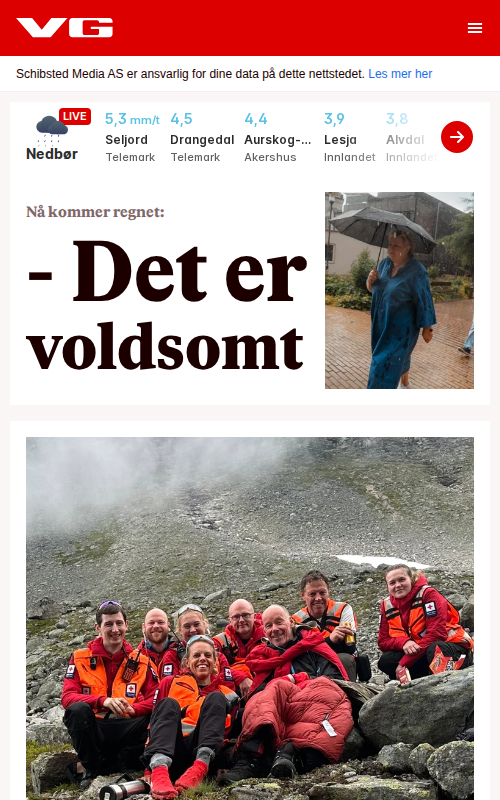 VG
Schibsted Media AS er ansvarlig for dine data på dette nettstedet. Les mer her
LIVE
Nedbør
5,3 mm/t
Seljord
Telemark
4,5
Drangedal
Telemark
4,4
Aurskog-...
Akershus
3,9
Lesja
Innlandet
3,8
Alvdal
Innlandet
Nå kommer regnet:
- Det er
voldsomt